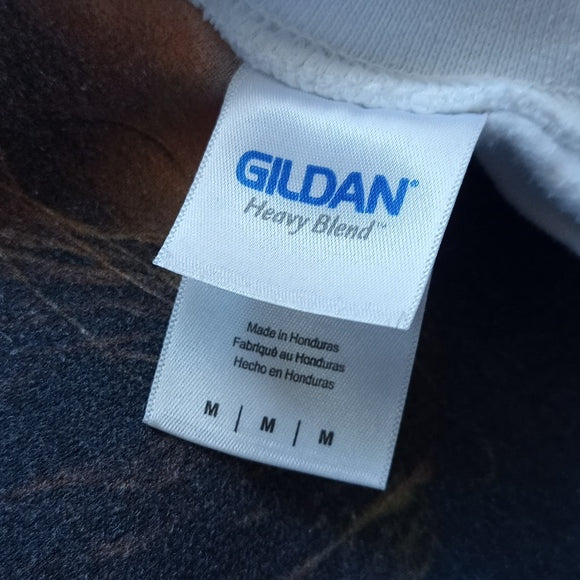 GILDAN®
Heavy Blend™
Made in Honduras
Fabriqué au Honduras
Hecho en Honduras
M | M | M